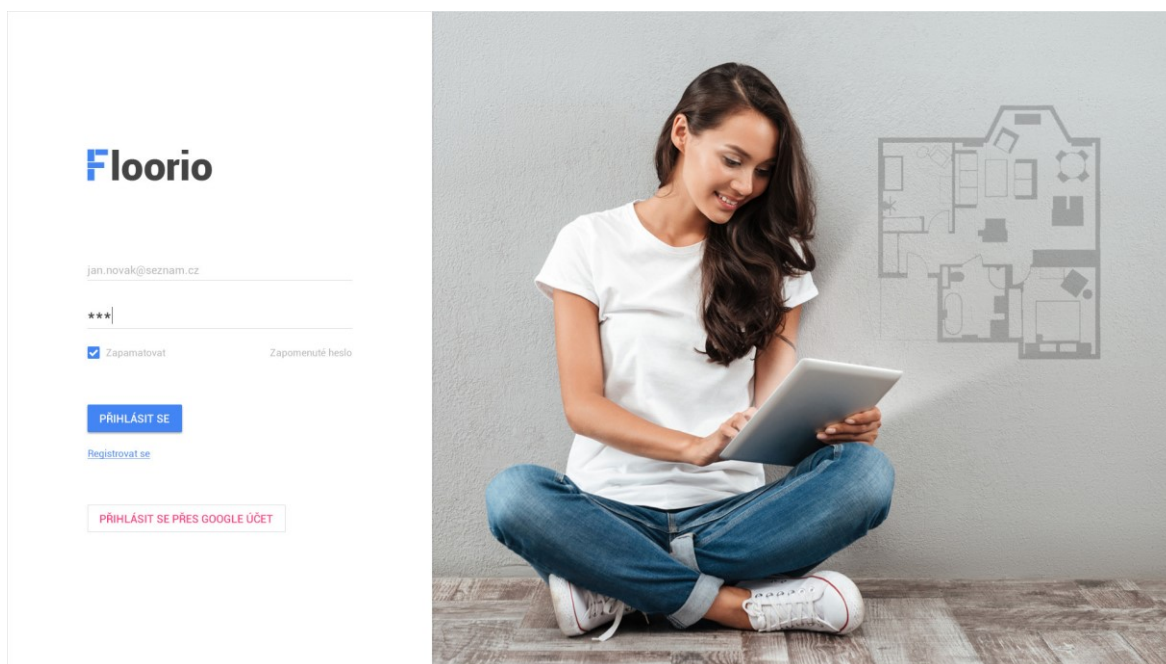 Floorio
jan.novak@seznam.cz
***
Zapamatovat Zapomenuté heslo
PŘIHLÁSIT SE
Registrovat se
PŘIHLÁSIT SE PŘES GOOGLE ÚČET